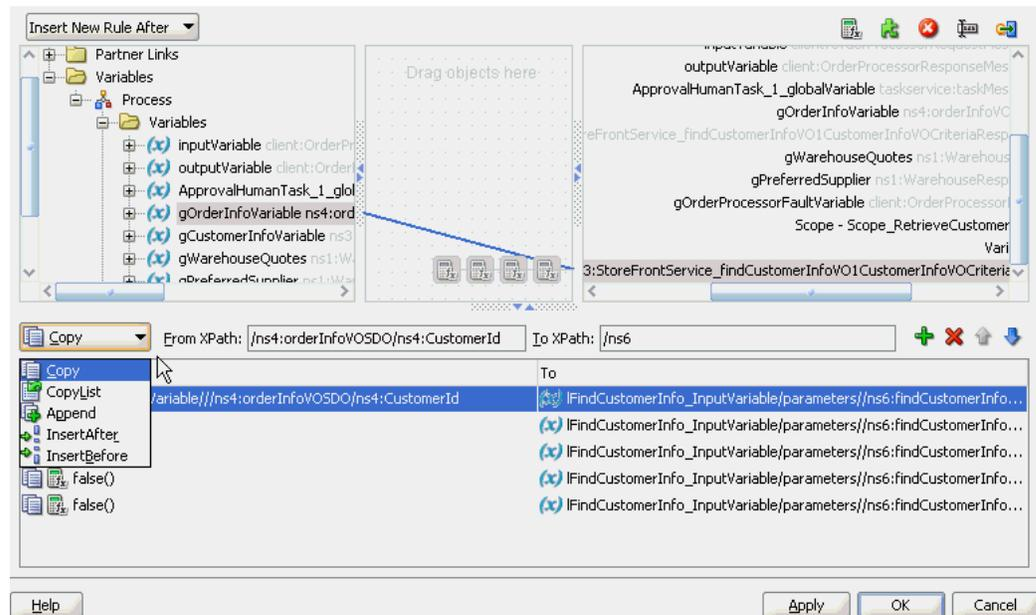 Insert New Rule After
Partner Links
Variables
Process
Variables
inputVariable client:OrderPr
outputVariable client:Order
ApprovalHumanTask_1_glol
gOrderInfoVariable ns4:ord
gCustomerInfoVariable ns3
gWarehouseQuotes ns1:W
gPreferredSupplier ns1:War
Drag objects here
outputVariable client:OrderProcessorResponseMes
ApprovalHumanTask_1_globalVariable taskservice:taskMes
gOrderInfoVariable ns4:orderInfoVO
reFrontService_findCustomerInfoVO1CustomerInfoVOCriteriaResp
gWarehouseQuotes ns1:Warehous
gPreferredSupplier ns1:WarehouseResp
gOrderProcessorFaultVariable client:OrderProcessor
Scope - Scope_RetrieveCustomer
Vari
3:StoreFrontService_findCustomerInfoVO1CustomerInfoVOCriteria
Copy From XPath: /ns4:orderInfoVOSDO/ns4:CustomerId To XPath: /ns6
Copy
CopyList
Append
InsertAfter
InsertBefore
To
Variable///ns4:orderInfoVOSDO/ns4:CustomerId lFindCustomerInfo_InputVariable/parameters//ns6:findCustomerInfo...
lFindCustomerInfo_InputVariable/parameters//ns6:findCustomerInfo...
lFindCustomerInfo_InputVariable/parameters//ns6:findCustomerInfo...
false() lFindCustomerInfo_InputVariable/parameters//ns6:findCustomerInfo...
false() lFindCustomerInfo_InputVariable/parameters//ns6:findCustomerInfo...
Help Apply OK Cancel